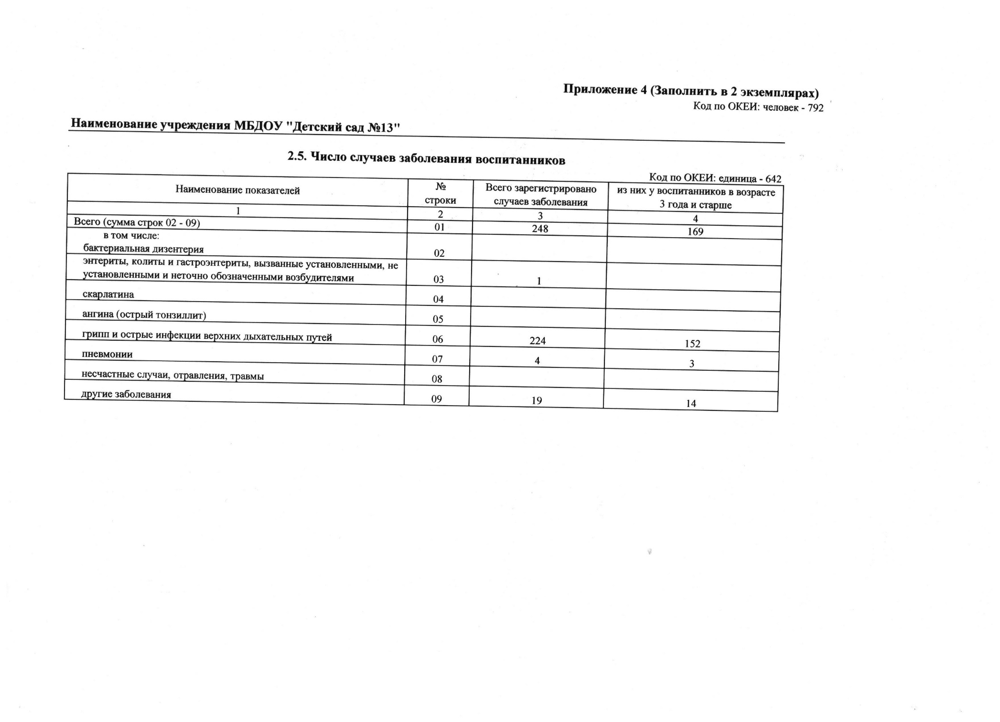 Приложение 4 (Заполнить в 2 экземплярах)
Код по ОКЕИ: человек - 792
Наименование учреждения МБДОУ "Детский сад №13"
2.5. Число случаев заболевания воспитанников
Код по ОКЕИ: единица - 642
Наименование показателей
№
строки
Всего зарегистрировано
случаев заболевания
из них у воспитанников в возрасте
3 года и старше
1 2 3 4
Всего (сумма строк 02 - 09) 01 248 169
в том числе:
бактериальная дизентерия 02
энтериты, колиты и гастроэнтериты, вызванные установленными, не
установленными и неточно обозначенными возбудителями 03 1
скарлатина 04
ангина (острый тонзиллит) 05
грипп и острые инфекции верхних дыхательных путей 06 224 152
пневмонии 07 4 3
несчастные случаи, отравления, травмы 08
другие заболевания 09 19 14